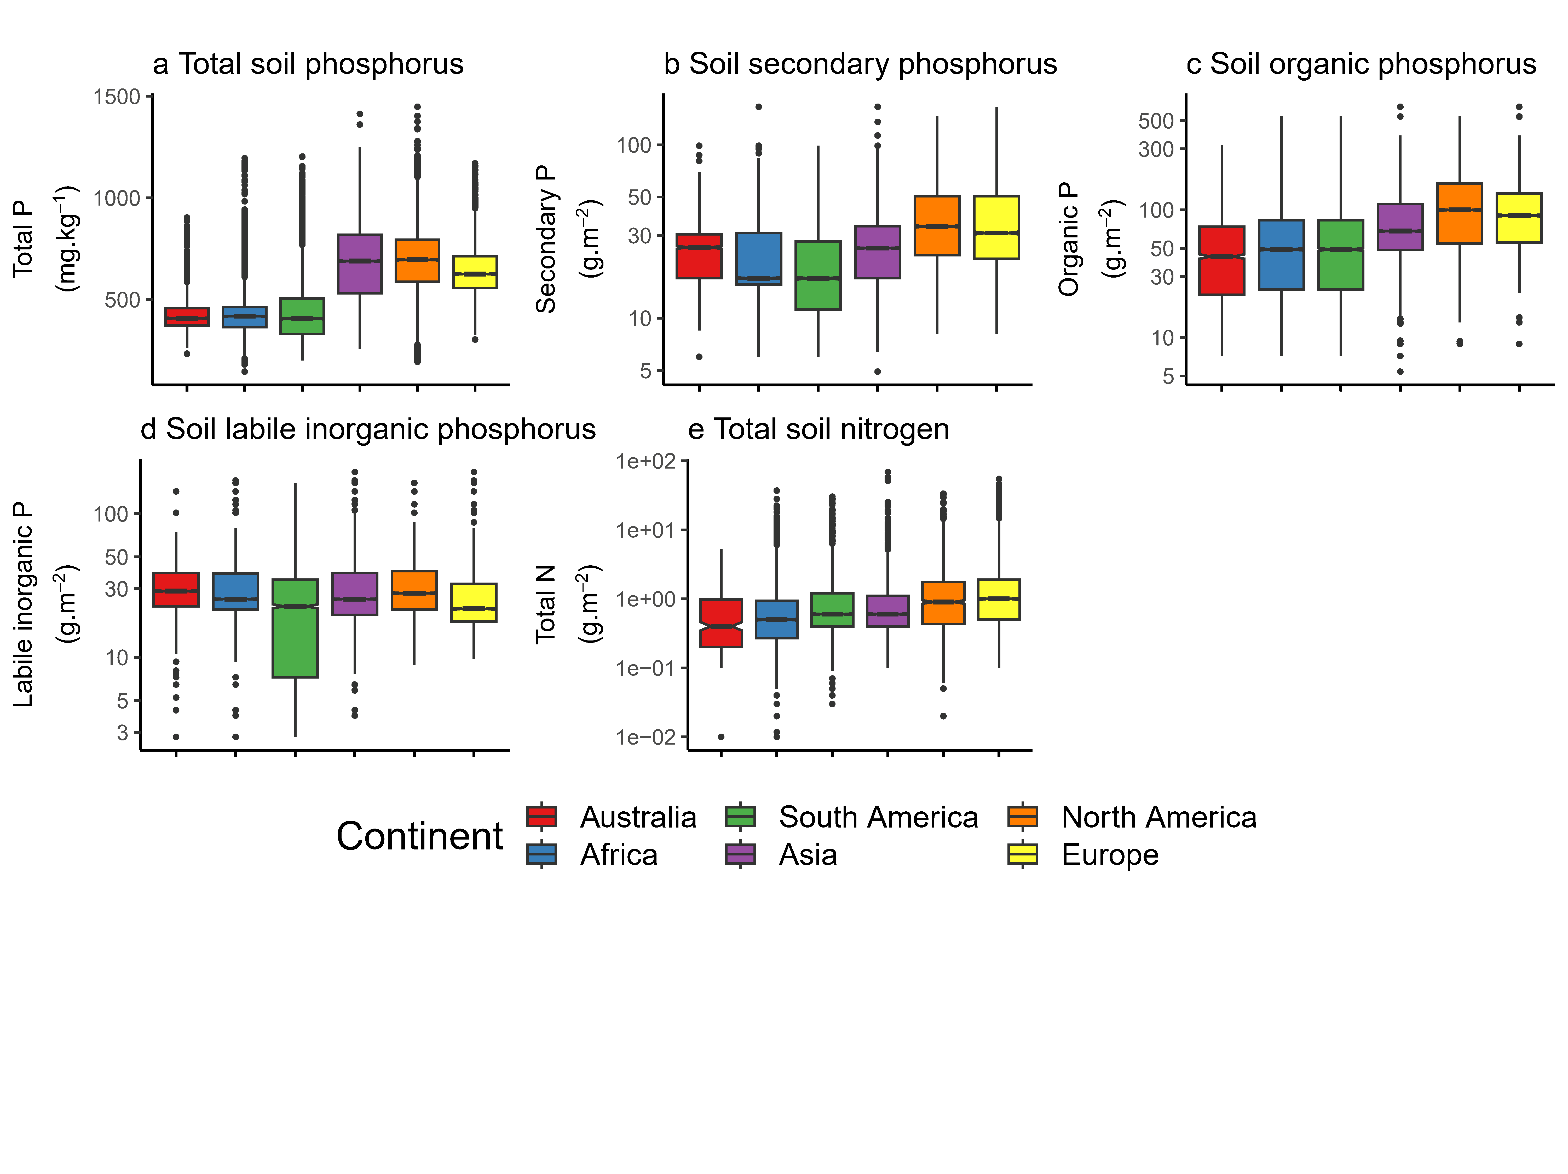 a Total soil phosphorus
Total P
(mg.kg⁻¹)
1500
1000
500
b Soil secondary phosphorus
Secondary P
(g.m⁻²)
100
50
30
10
5
c Soil organic phosphorus
Organic P
(g.m⁻²)
500
300
100
50
30
10
5
d Soil labile inorganic phosphorus
Labile inorganic P
(g.m⁻²)
100
50
30
10
5
3
e Total soil nitrogen
Total N
(g.m⁻²)
1e+02
1e+01
1e+00
1e−01
1e−02
Continent
Australia
South America
North America
Africa
Asia
Europe